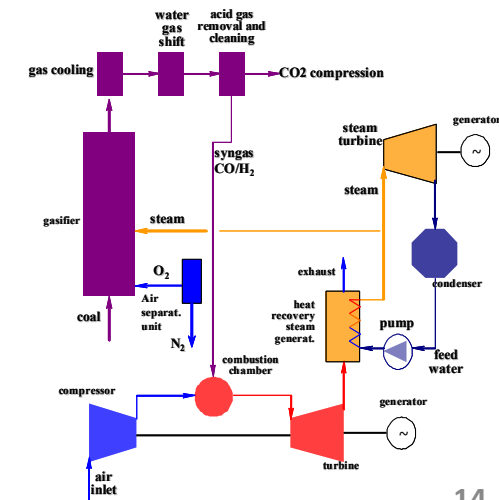 water
gas
shift
acid gas
removal and
cleaning
gas cooling
CO2 compression
generator
~
steam
turbine
syngas
CO/H₂
steam
gasifier
steam
O₂
Air
separat.
unit
N₂
coal
exhaust
condenser
heat
recovery
steam
generat.
pump
feed
water
combustion
chamber
compressor
generator
~
turbine
air
inlet
14